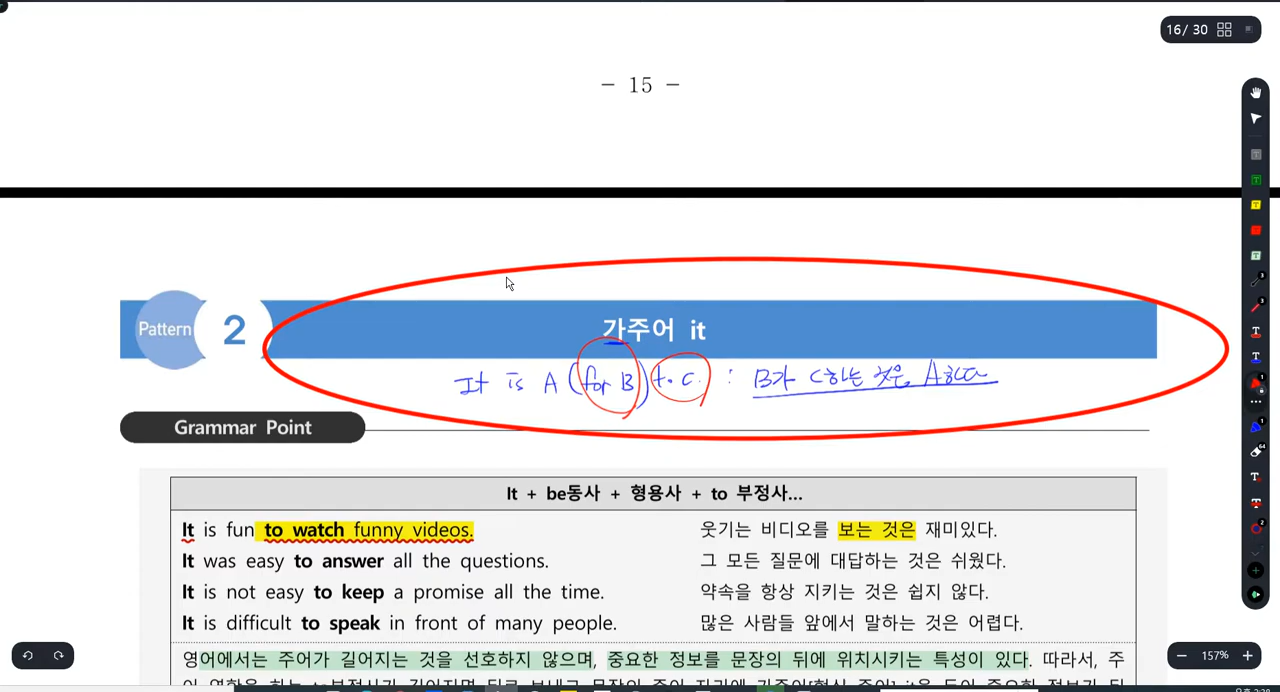 16/ 30
- 15 -
Pattern 2 가주어 it
It is A (for B) to C : B가 C하는 것은 A하다
Grammar Point
It + be동사 + 형용사 + to 부정사...
It is fun to watch funny videos. 웃기는 비디오를 보는 것은 재미있다.
It was easy to answer all the questions. 그 모든 질문에 대답하는 것은 쉬웠다.
It is not easy to keep a promise all the time. 약속을 항상 지키는 것은 쉽지 않다.
It is difficult to speak in front of many people. 많은 사람들 앞에서 말하는 것은 어렵다.
영어에서는 주어가 길어지는 것을 선호하지 않으며, 중요한 정보를 문장의 뒤에 위치시키는 특성이 있다. 따라서, 주
157%